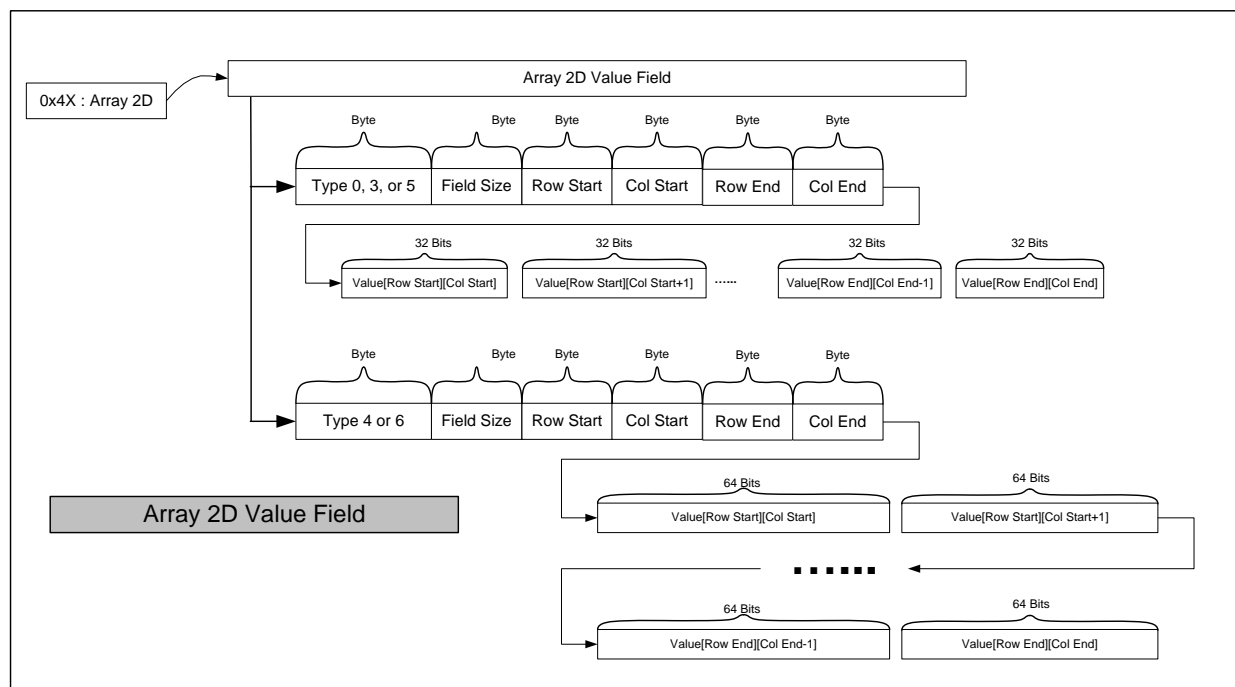 Array 2D Value Field
0x4X : Array 2D
Byte Byte Byte Byte Byte Byte
Type 0, 3, or 5 Field Size Row Start Col Start Row End Col End
32 Bits 32 Bits 32 Bits 32 Bits
Value[Row Start][Col Start] Value[Row Start][Col Start+1] ...... Value[Row End][Col End-1] Value[Row End][Col End]
Byte Byte Byte Byte Byte Byte
Type 4 or 6 Field Size Row Start Col Start Row End Col End
64 Bits 64 Bits
Value[Row Start][Col Start] Value[Row Start][Col Start+1]
Array 2D Value Field
......
64 Bits 64 Bits
Value[Row End][Col End-1] Value[Row End][Col End]